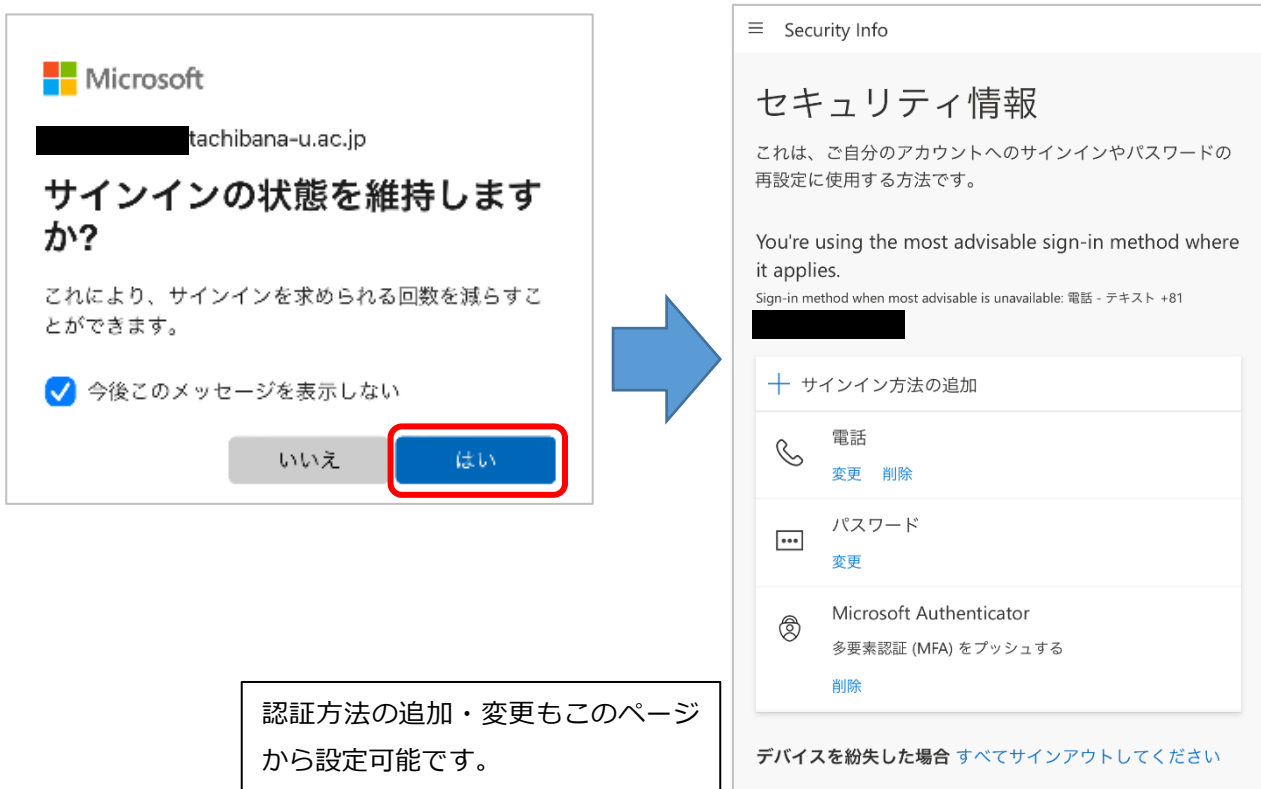 Microsoft
tachibana-u.ac.jp
サインインの状態を維持します
か?
これにより、サインインを求められる回数を減らすこ
とができます。
今後このメッセージを表示しない
いいえ
はい
Security Info
セキュリティ情報
これは、ご自分のアカウントへのサインインやパスワードの
再設定に使用する方法です。
You're using the most advisable sign-in method where
it applies.
Sign-in method when most advisable is unavailable: 電話 - テキスト +81
サインイン方法の追加
電話
変更 削除
パスワード
変更
Microsoft Authenticator
多要素認証 (MFA) をプッシュする
削除
デバイスを紛失した場合 すべてサインアウトしてください
認証方法の追加・変更もこのページ
から設定可能です。